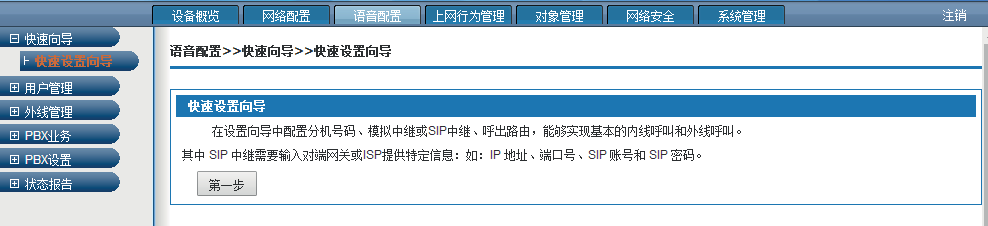 设备概览 网络配置 语音配置 上网行为管理 对象管理 网络安全 系统管理 注销
快速向导
快速设置向导
用户管理
外线管理
PBX业务
PBX设置
状态报告
语音配置>>快速向导>>快速设置向导
快速设置向导
在设置向导中配置分机号码、模拟中继或SIP中继、呼出路由，能够实现基本的内线呼叫和外线呼叫。
其中 SIP 中继需要输入对端网关或ISP提供特定信息：如：IP 地址、端口号、SIP 账号和 SIP 密码。
第一步